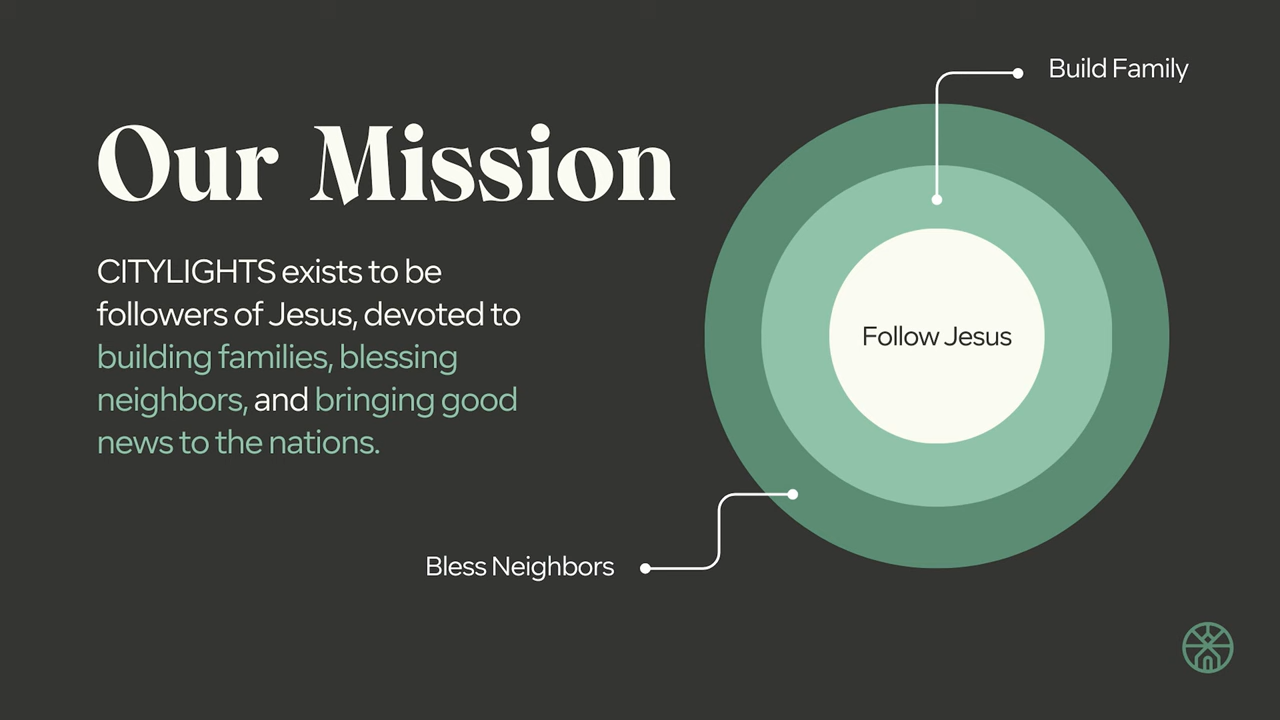 Our Mission
CITYLIGHTS exists to be
followers of Jesus, devoted to
building families, blessing
neighbors, and bringing good
news to the nations.
Build Family
Follow Jesus
Bless Neighbors